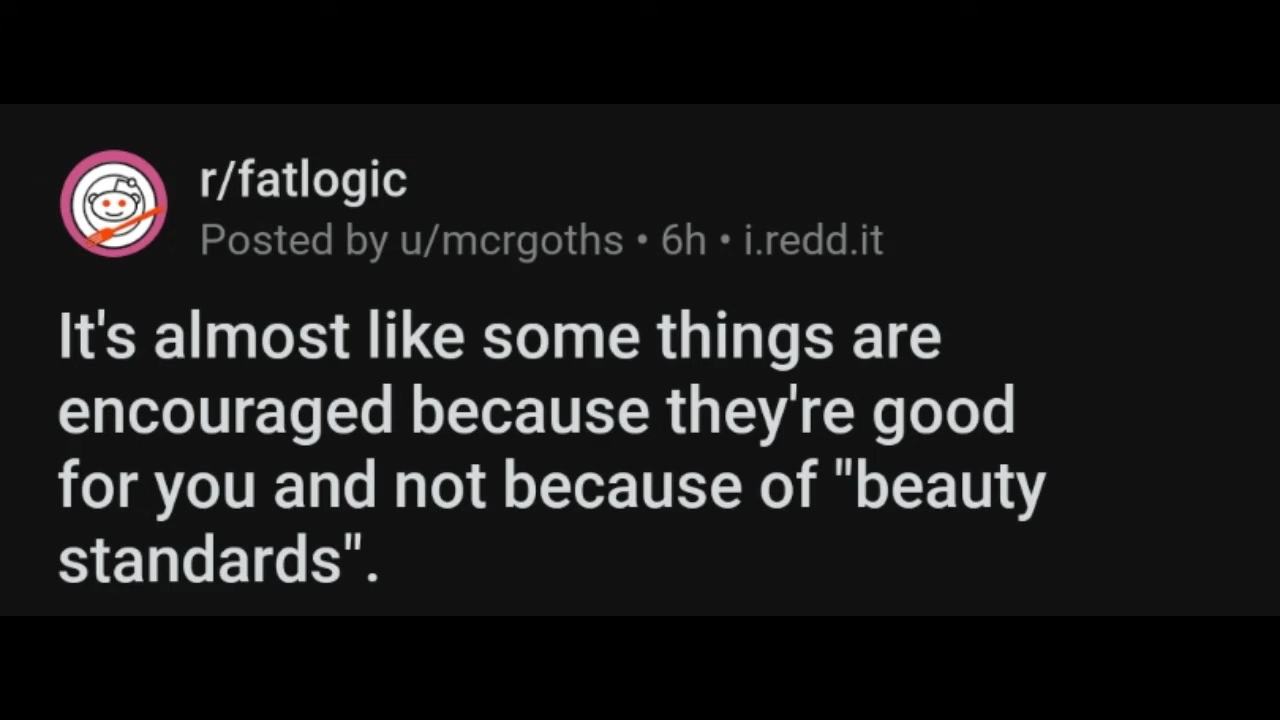 r/fatlogic
Posted by u/mcrgoths • 6h • i.redd.it
It's almost like some things are
encouraged because they're good
for you and not because of "beauty
standards".